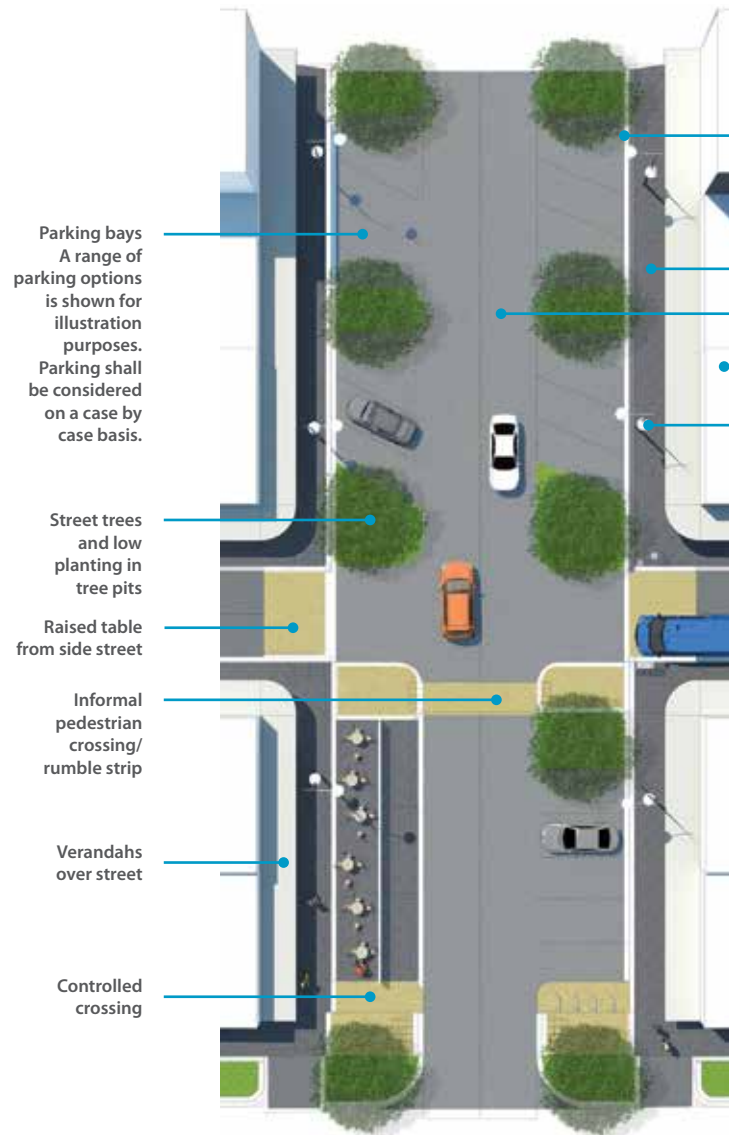 Parking bays
A range of
parking options
is shown for
illustration
purposes.
Parking shall
be considered
on a case by
case basis.
Street trees
and low
planting in
tree pits
Raised table
from side street
Informal
pedestrian
crossing/
rumble strip
Verandahs
over street
Controlled
crossing